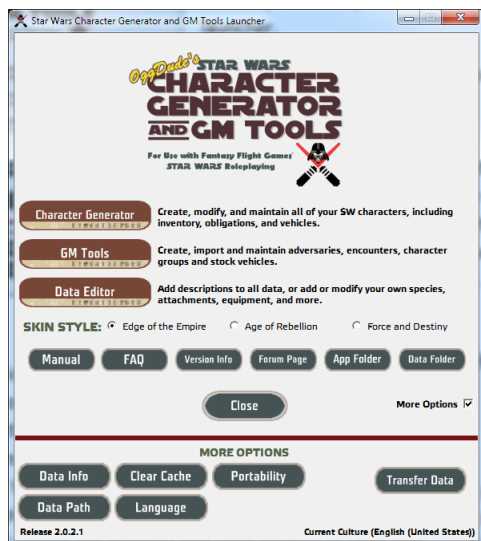 Star Wars Character Generator and GM Tools Launcher
OggDude's STAR WARS
CHARACTER
GENERATOR
AND GM TOOLS
For Use with Fantasy Flight Games'
STAR WARS Roleplaying
Character Generator
Create, modify, and maintain all of your SW characters, including
inventory, obligations, and vehicles.
GM Tools
Create, import and maintain adversaries, encounters, character
groups and stock vehicles.
Data Editor
Add descriptions to all data, or add or modify your own species,
attachments, equipment, and more.
SKIN STYLE: Edge of the Empire Age of Rebellion Force and Destiny
Manual FAQ Version Info Forum Page App Folder Data Folder
Close More Options
MORE OPTIONS
Data Info Clear Cache Portability Transfer Data
Data Path Language
Release 2.0.2.1 Current Culture (English (United States))